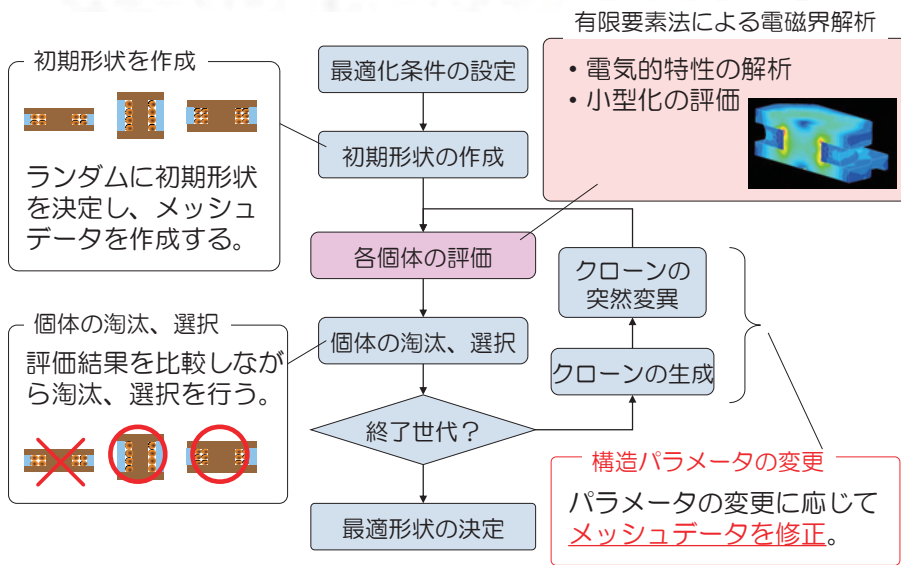 有限要素法による電磁界解析
・電気的特性の解析
・小型化の評価
初期形状を作成
ランダムに初期形状
を決定し、メッシュ
データを作成する。
最適化条件の設定
初期形状の作成
各個体の評価
個体の淘汰、選択
終了世代？
最適形状の決定
クローンの
突然変異
クローンの生成
個体の淘汰、選択
評価結果を比較しなが
ら淘汰、選択を行う。
構造パラメータの変更
パラメータの変更に応じて
メッシュデータを修正。